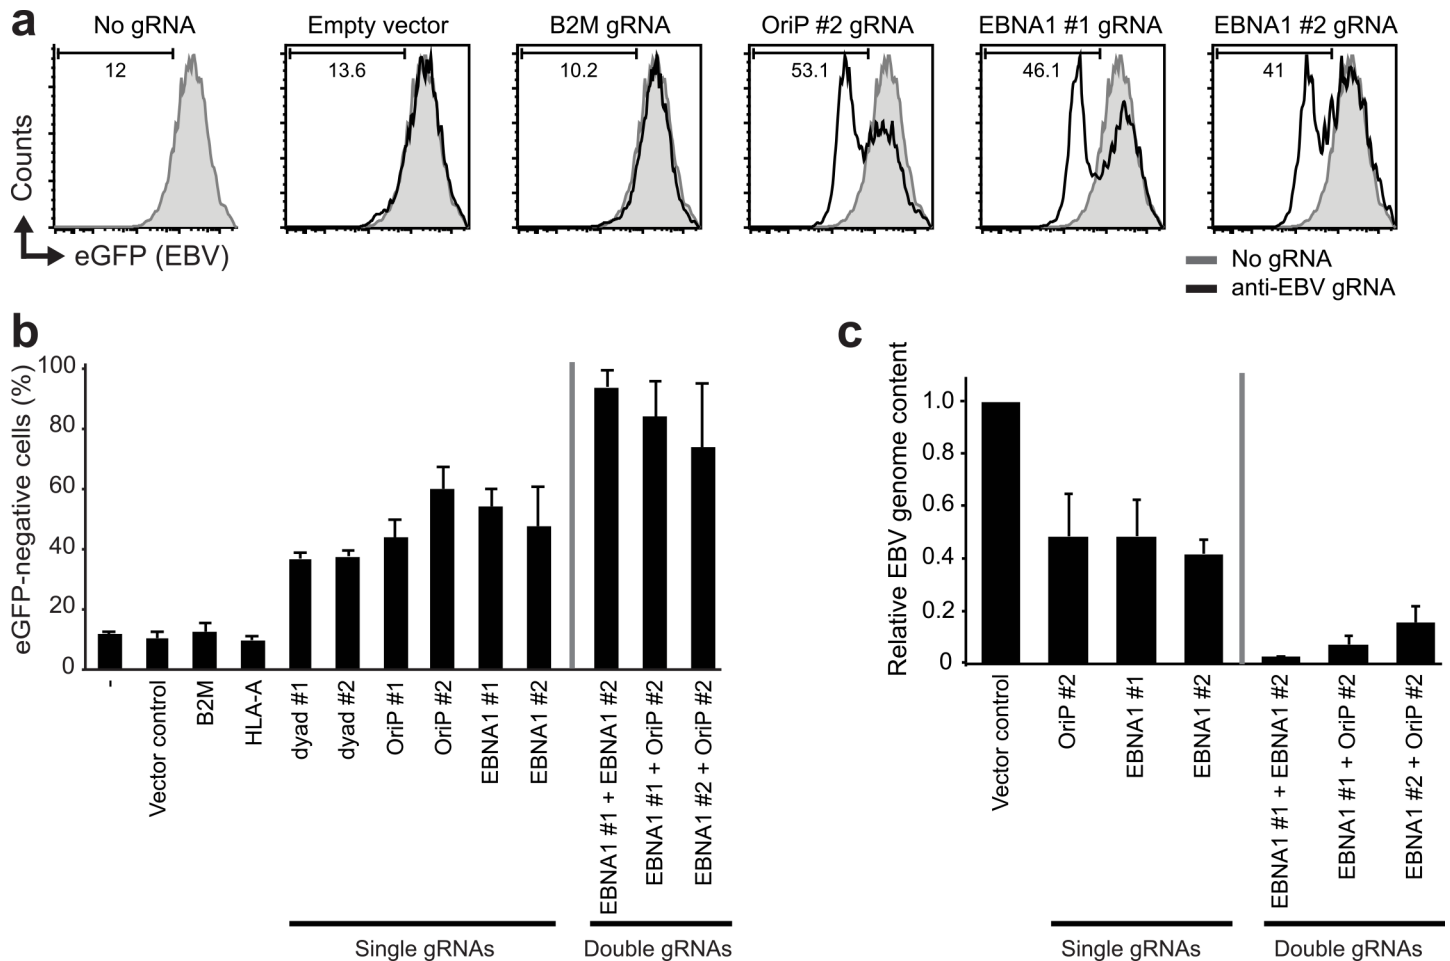 a
No gRNA
Empty vector
B2M gRNA
OriP #2 gRNA
EBNA1 #1 gRNA
EBNA1 #2 gRNA
12
13.6
10.2
53.1
46.1
41
Counts
eGFP (EBV)
No gRNA
anti-EBV gRNA
b
eGFP-negative cells (%)
100
80
60
40
20
0
-
Vector control
B2M
HLA-A
dyad #1
dyad #2
OriP #1
OriP #2
EBNA1 #1
EBNA1 #2
EBNA1 #1 + EBNA1 #2
EBNA1 #1 + OriP #2
EBNA1 #2 + OriP #2
Single gRNAs
Double gRNAs
c
Relative EBV genome content
1.0
0.8
0.6
0.4
0.2
0
Vector control
OriP #2
EBNA1 #1
EBNA1 #2
EBNA1 #1 + EBNA1 #2
EBNA1 #1 + OriP #2
EBNA1 #2 + OriP #2
Single gRNAs
Double gRNAs